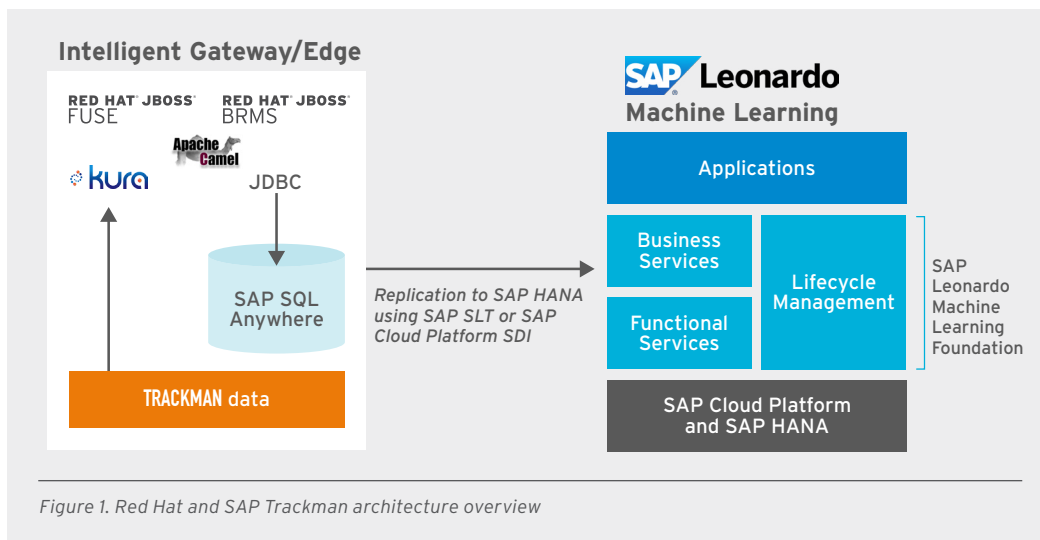 Intelligent Gateway/Edge
RED HAT® JBOSS®
FUSE
RED HAT® JBOSS®
BRMS
Apache
Camel
kura
JDBC
SAP SQL
Anywhere
TRACKMAN data
Replication to SAP HANA
using SAP SLT or SAP
Cloud Platform SDI
SAP® Leonardo
Machine Learning
Applications
Business
Services
Functional
Services
Lifecycle
Management
SAP
Leonardo
Machine
Learning
Foundation
SAP Cloud Platform
and SAP HANA
Figure 1. Red Hat and SAP Trackman architecture overview